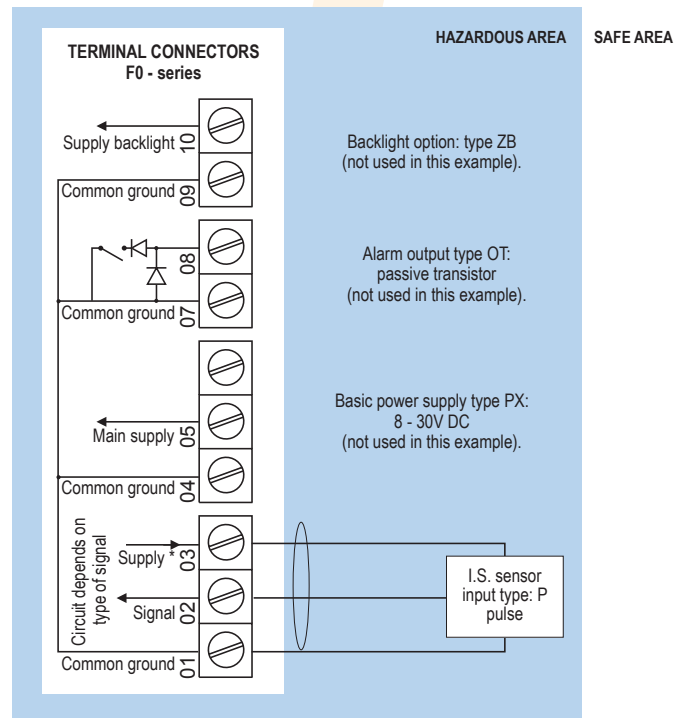 HAZARDOUS AREA
SAFE AREA
TERMINAL CONNECTORS
F0 - series
Supply backlight
10
Common ground
09
Backlight option: type ZB
(not used in this example).
08
Common ground
07
Alarm output type OT:
passive transistor
(not used in this example).
Main supply
05
Common ground
04
Basic power supply type PX:
8 - 30V DC
(not used in this example).
Circuit depends on
type of signal
Supply *
03
Signal
02
Common ground
01
I.S. sensor
input type: P
pulse